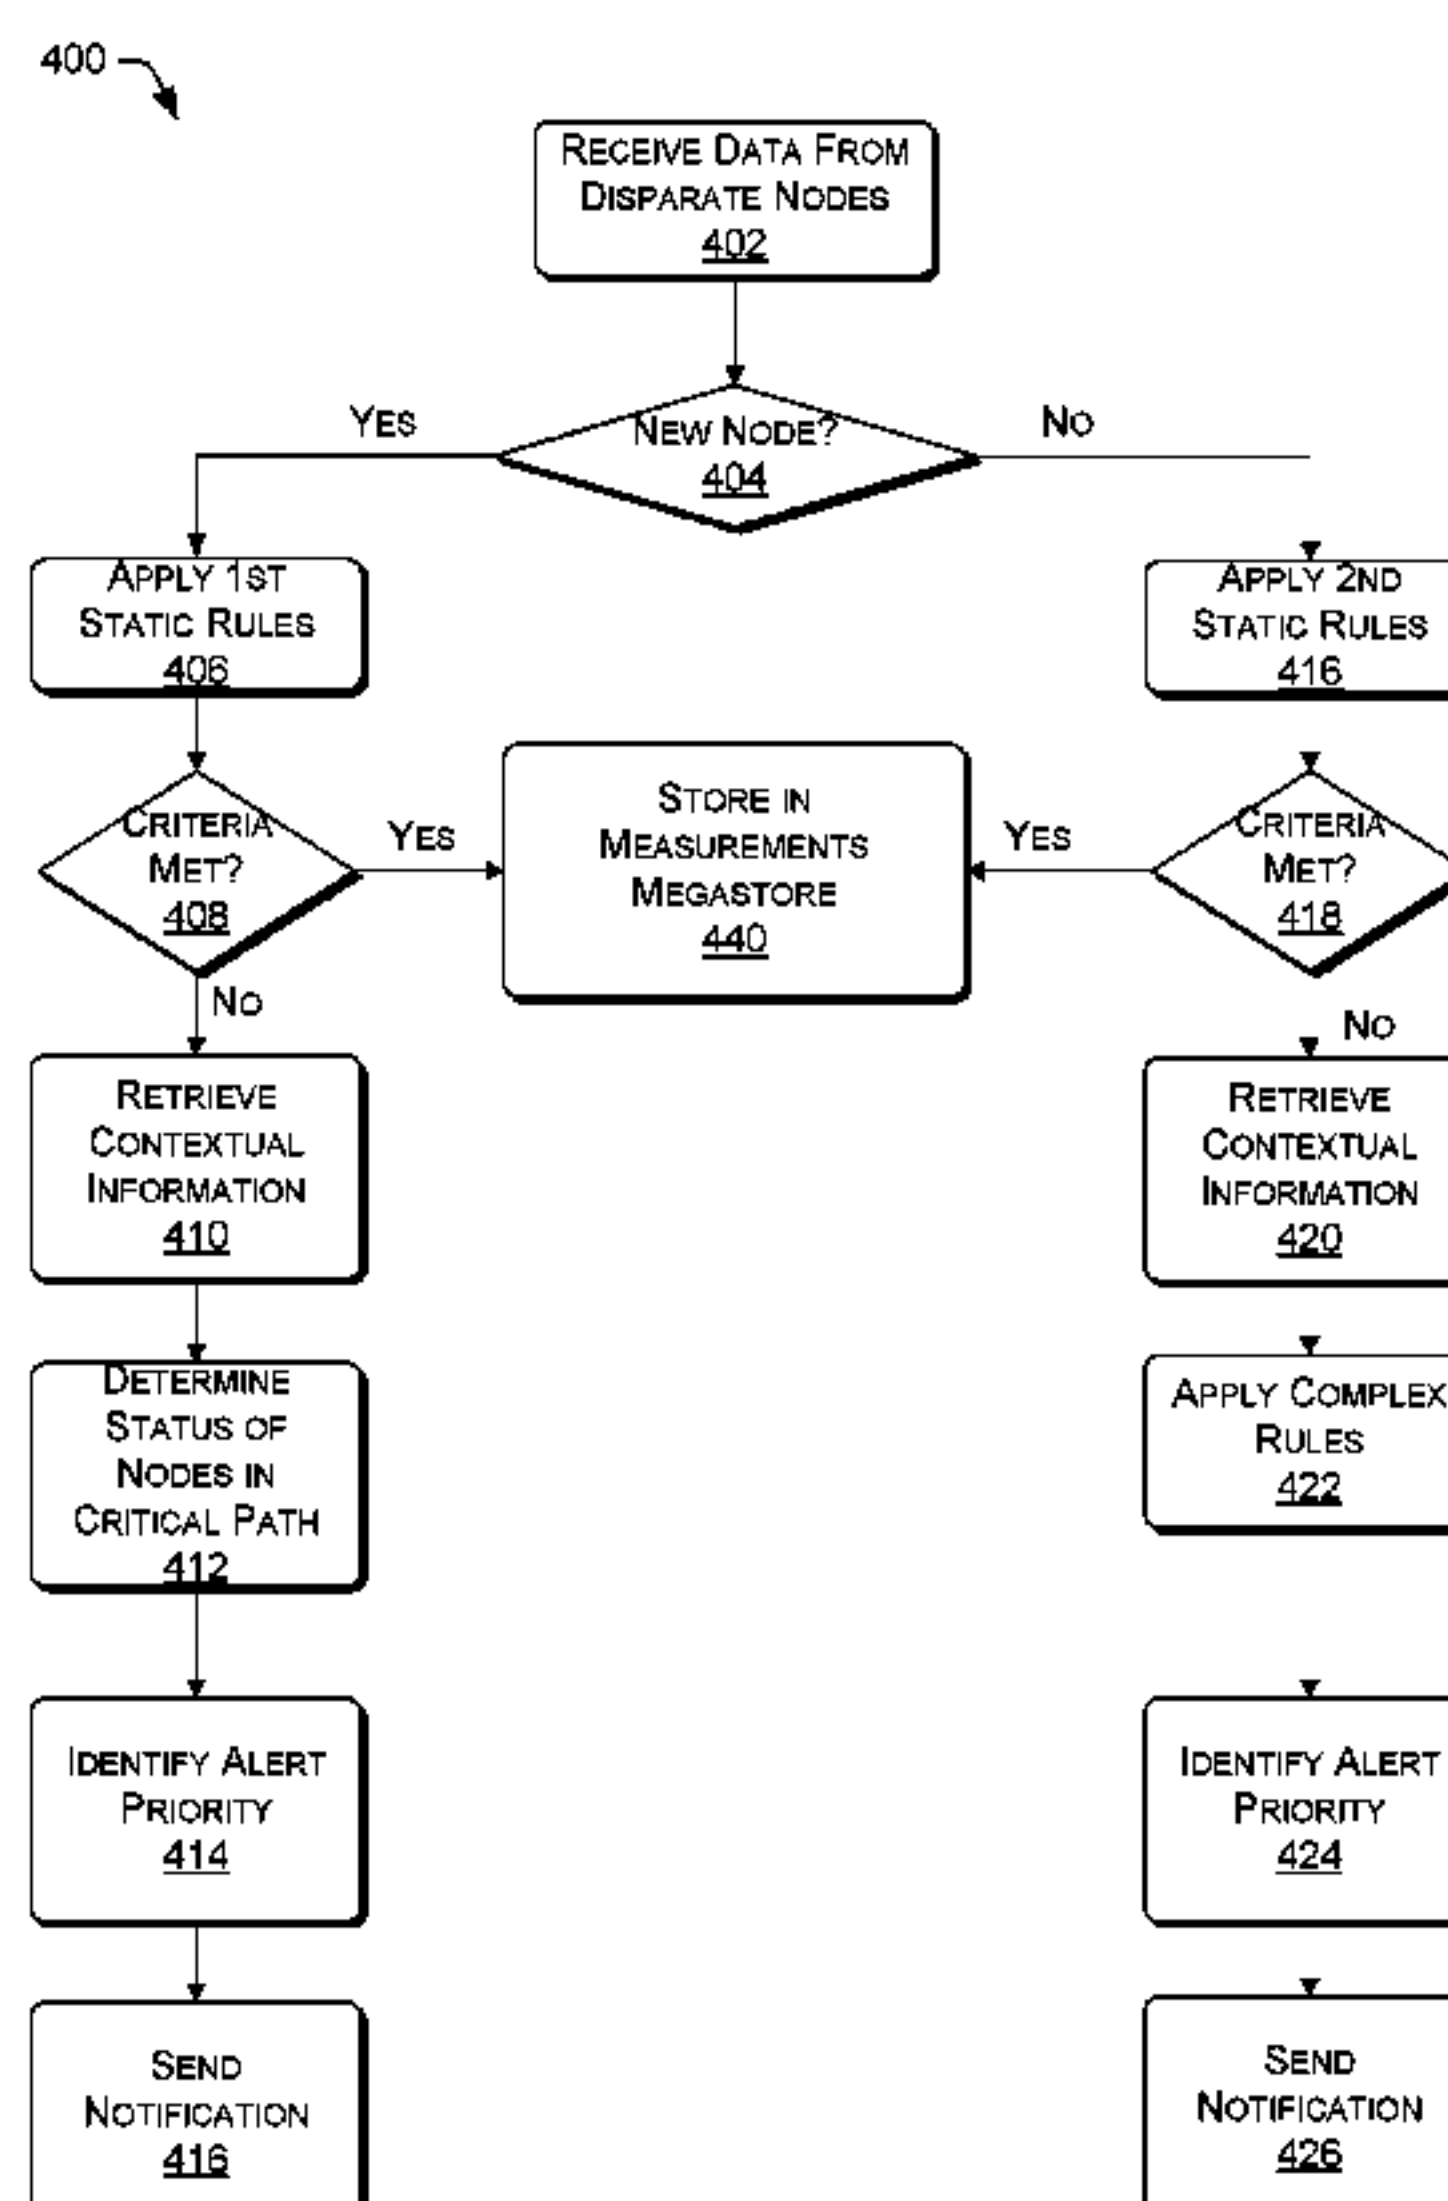 400
RECEIVE DATA FROM
DISPARATE NODES
402
YES
NEW NODE?
404
NO
APPLY 1ST
STATIC RULES
406
APPLY 2ND
STATIC RULES
416
CRITERIA
MET?
408
YES
NO
STORE IN
MEASUREMENTS
MEGASTORE
440
YES
CRITERIA
MET?
418
NO
RETRIEVE
CONTEXTUAL
INFORMATION
410
RETRIEVE
CONTEXTUAL
INFORMATION
420
DETERMINE
STATUS OF
NODES IN
CRITICAL PATH
412
APPLY COMPLEX
RULES
422
IDENTIFY ALERT
PRIORITY
414
IDENTIFY ALERT
PRIORITY
424
SEND
NOTIFICATION
416
SEND
NOTIFICATION
426